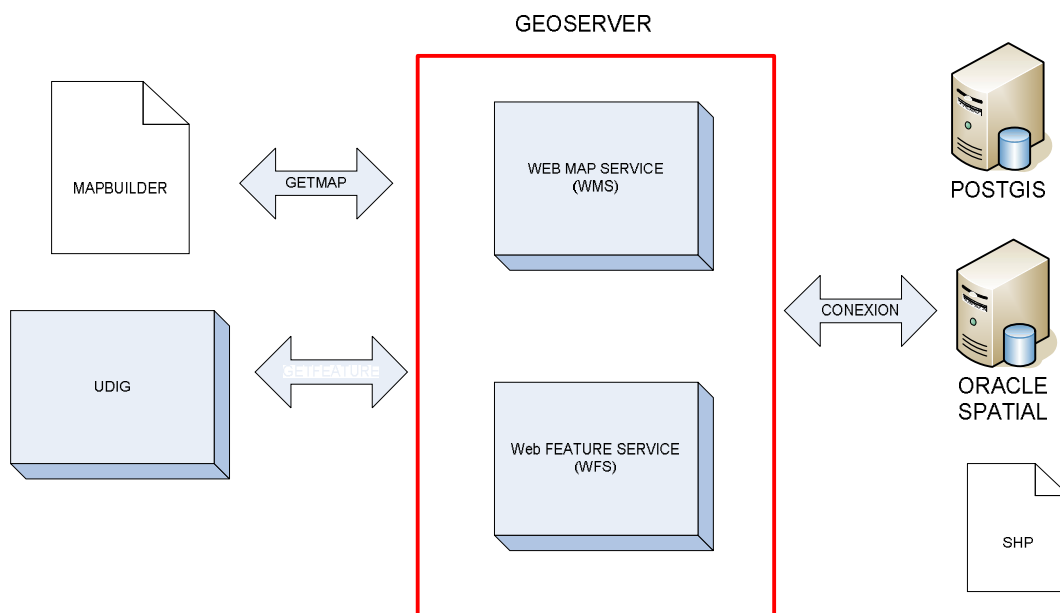 GEOSERVER
MAPBUILDER
GETMAP
WEB MAP SERVICE
(WMS)
POSTGIS
CONEXION
UDIG
GETFEATURE
ORACLE
SPATIAL
Web FEATURE SERVICE
(WFS)
SHP